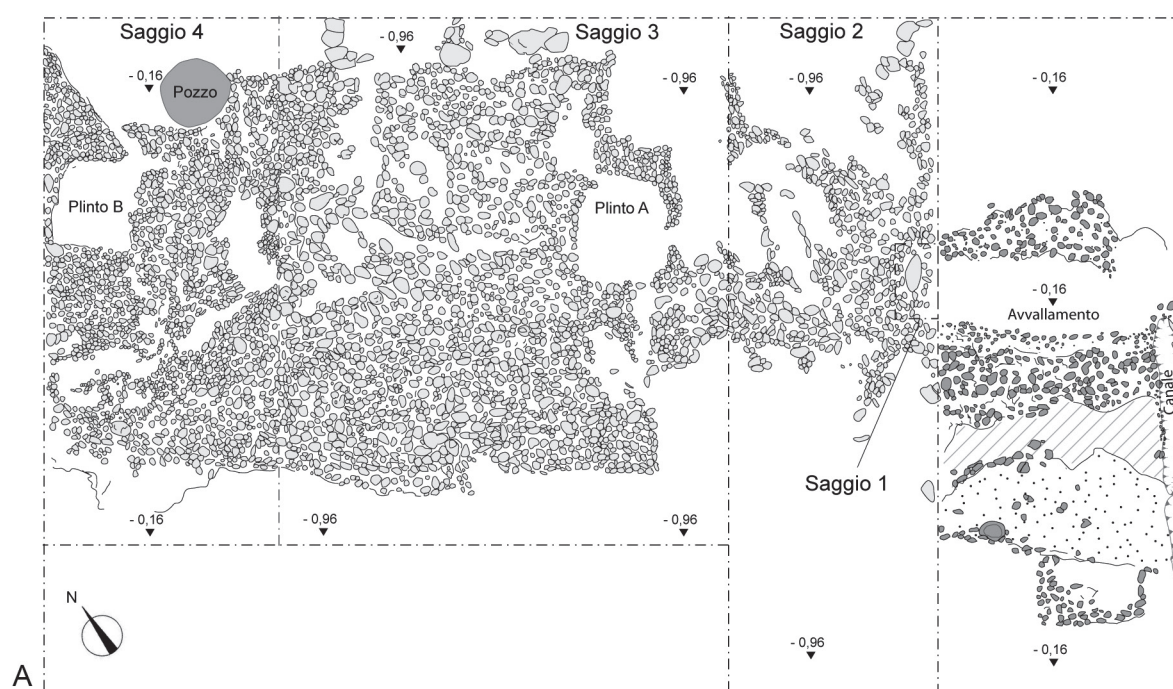 Saggio 4
Saggio 3
Saggio 2
- 0,96
- 0,16
- 0,96
- 0,96
- 0,16
Pozzo
Plinto B
Plinto A
- 0,16
Avvallamento
Canale
Saggio 1
- 0,16
- 0,96
- 0,96
N
- 0,96
- 0,16
A